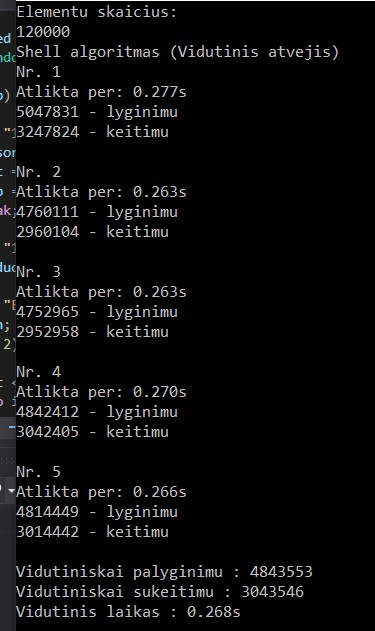 Elementu skaicius:
120000
Shell algoritmas (Vidutinis atvejis)
Nr. 1
Atlikta per: 0.277s
5047831 - lyginimu
3247824 - keitimu
Nr. 2
Atlikta per: 0.263s
4760111 - lyginimu
2960104 - keitimu
Nr. 3
Atlikta per: 0.263s
4752965 - lyginimu
2952958 - keitimu
Nr. 4
Atlikta per: 0.270s
4842412 - lyginimu
3042405 - keitimu
Nr. 5
Atlikta per: 0.266s
4814449 - lyginimu
3014442 - keitimu
Vidutiniskai palyginimu : 4843553
Vidutiniskai sukeitimu : 3043546
Vidutinis laikas : 0.268s